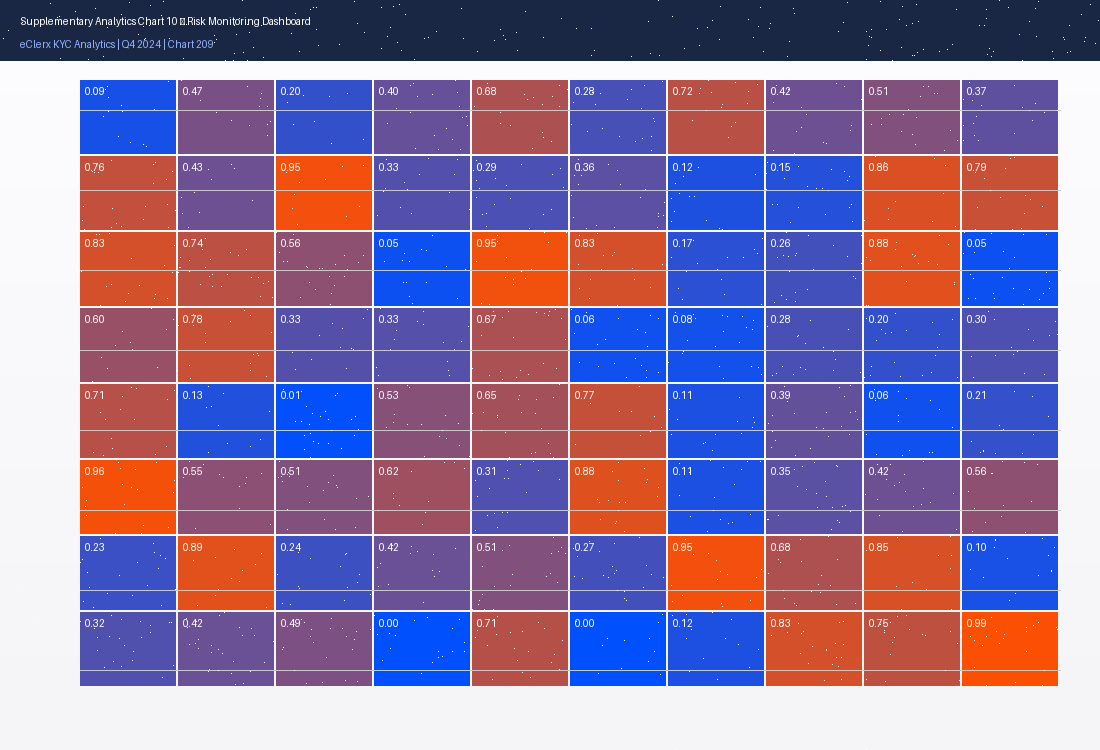 Supplementary Analytics Chart 10 Risk Monitoring Dashboard
eClerx KYC Analytics | Q4 2024 | Chart 209
0.09 0.47 0.20 0.40 0.68 0.28 0.72 0.42 0.51 0.37
0.76 0.43 0.95 0.33 0.29 0.36 0.12 0.15 0.86 0.79
0.83 0.74 0.56 0.05 0.95 0.83 0.17 0.26 0.88 0.05
0.60 0.78 0.33 0.33 0.67 0.06 0.08 0.28 0.20 0.30
0.71 0.13 0.01 0.53 0.65 0.77 0.11 0.39 0.06 0.21
0.96 0.55 0.51 0.62 0.31 0.88 0.11 0.35 0.42 0.56
0.23 0.89 0.24 0.42 0.51 0.27 0.95 0.68 0.85 0.10
0.32 0.42 0.49 0.00 0.71 0.00 0.12 0.83 0.75 0.99